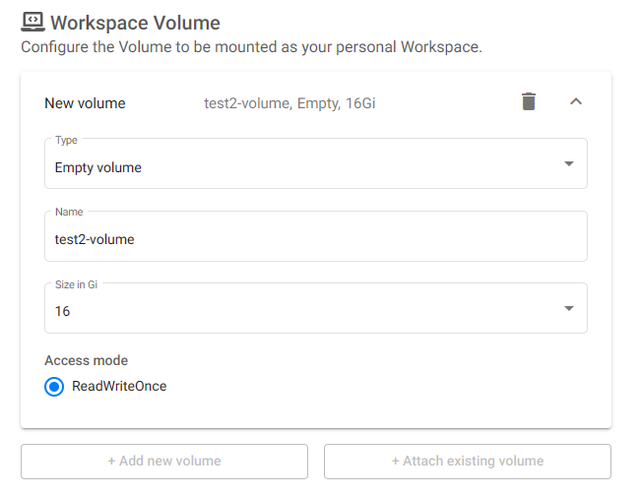 Workspace Volume
Configure the Volume to be mounted as your personal Workspace.
New volume test2-volume, Empty, 16Gi
Type
Empty volume
Name
test2-volume
Size in Gi
16
Access mode
ReadWriteOnce
+ Add new volume + Attach existing volume